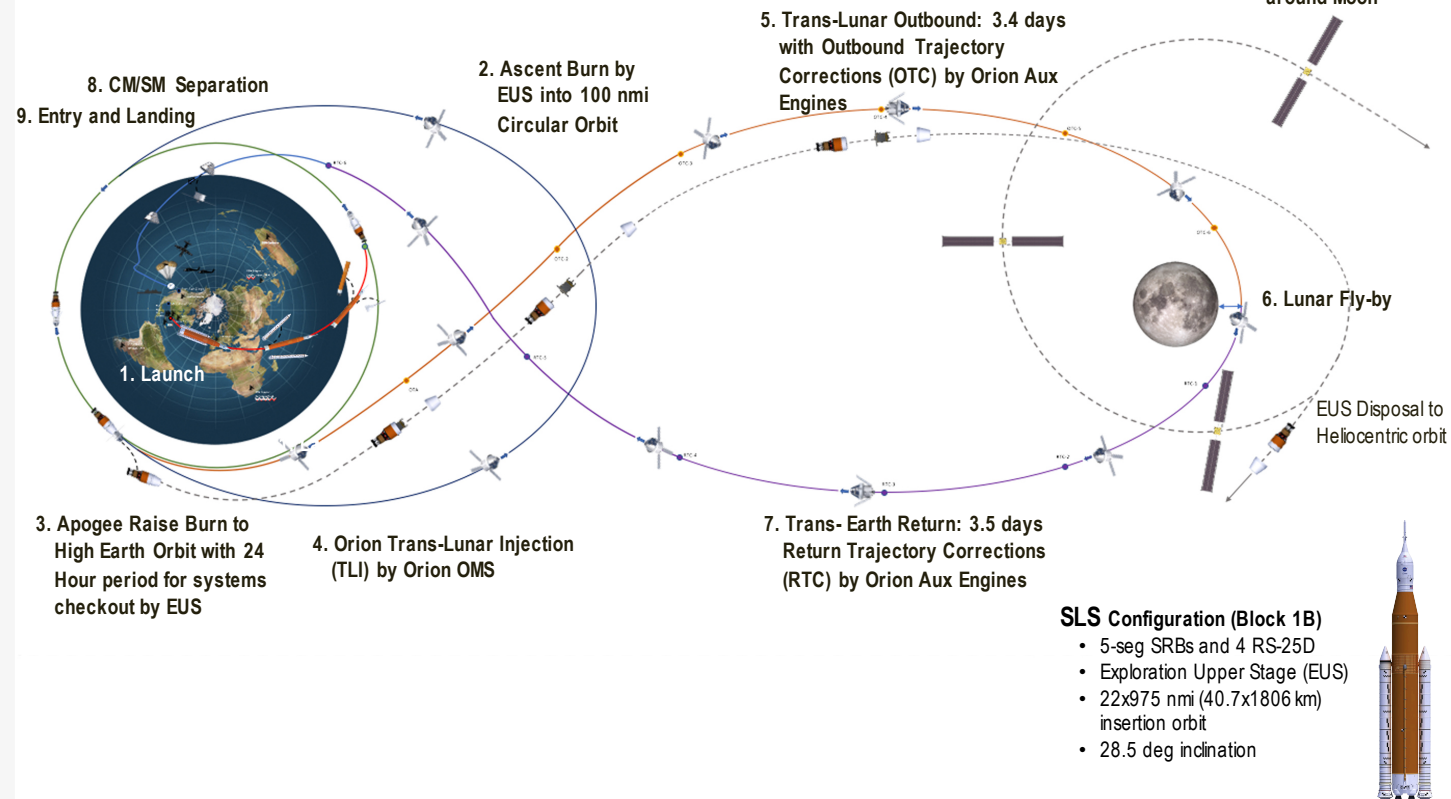 around Moon
5. Trans-Lunar Outbound: 3.4 days
with Outbound Trajectory
Corrections (OTC) by Orion Aux
Engines
8. CM/SM Separation
9. Entry and Landing
2. Ascent Burn by
EUS into 100 nmi
Circular Orbit
1. Launch
6. Lunar Fly-by
EUS Disposal to
Heliocentric orbit
3. Apogee Raise Burn to
High Earth Orbit with 24
Hour period for systems
checkout by EUS
4. Orion Trans-Lunar Injection
(TLI) by Orion OMS
7. Trans- Earth Return: 3.5 days
Return Trajectory Corrections
(RTC) by Orion Aux Engines
SLS Configuration (Block 1B)
• 5-seg SRBs and 4 RS-25D
• Exploration Upper Stage (EUS)
• 22x975 nmi (40.7x1806 km)
insertion orbit
• 28.5 deg inclination